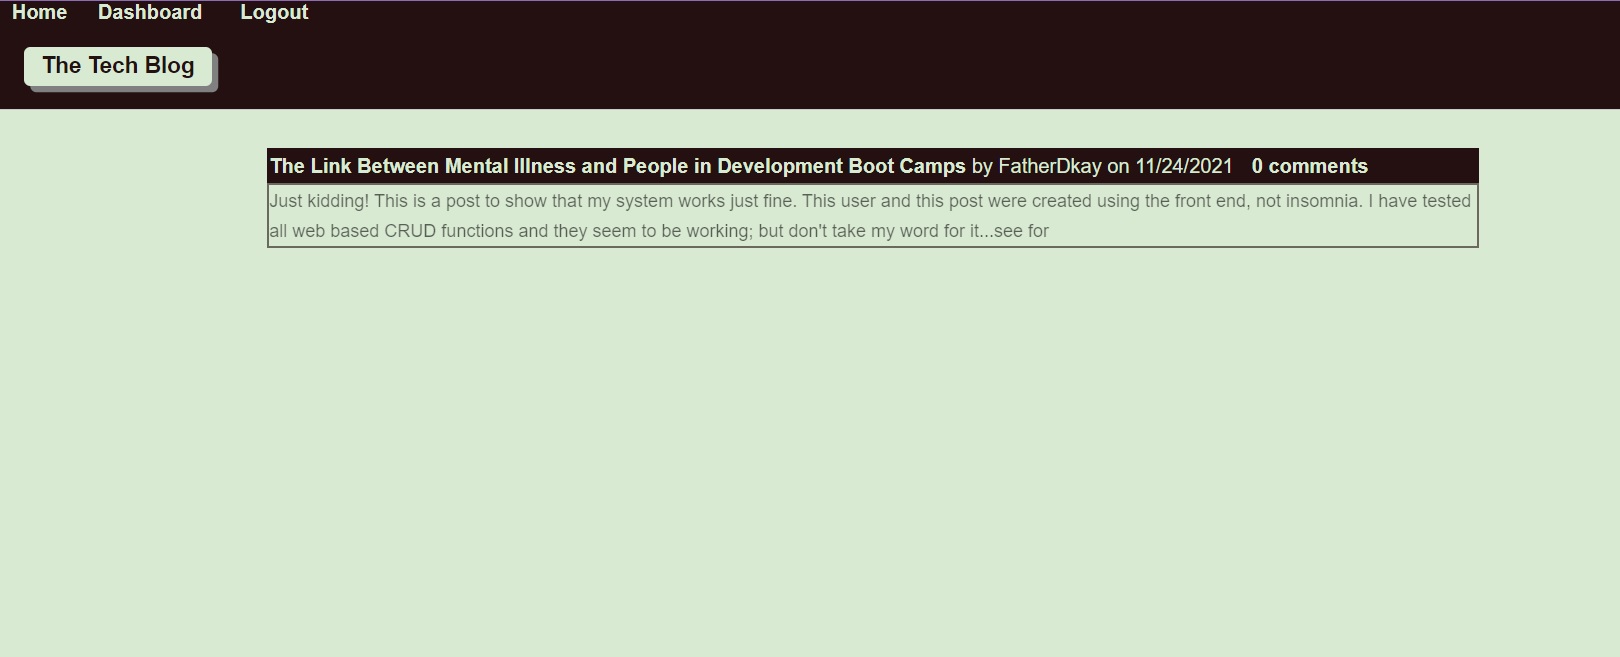 Home Dashboard Logout
The Tech Blog
The Link Between Mental Illness and People in Development Boot Camps by FatherDkay on 11/24/2021 0 comments
Just kidding! This is a post to show that my system works just fine. This user and this post were created using the front end, not insomnia. I have tested
all web based CRUD functions and they seem to be working; but don't take my word for it...see for